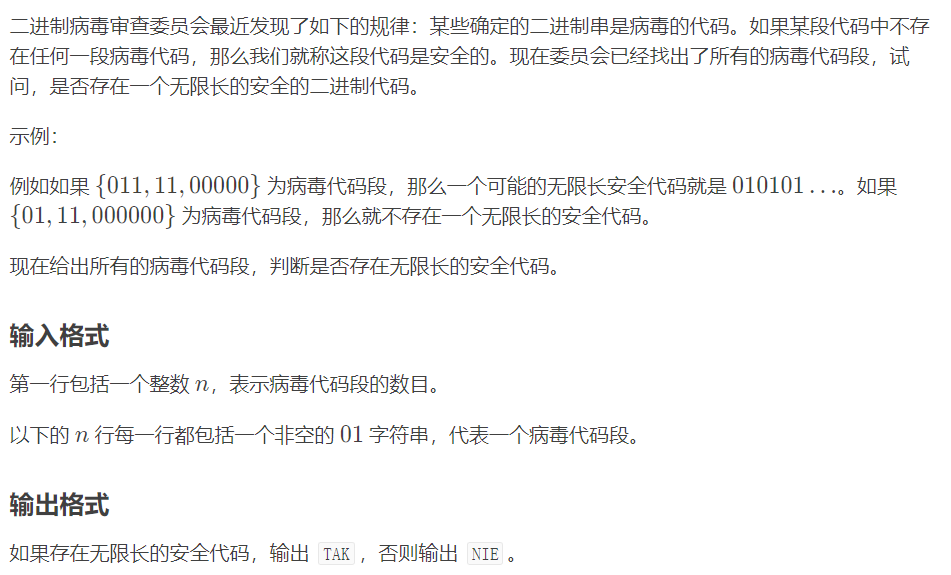 二进制病毒审查委员会最近发现了如下的规律：某些确定的二进制串是病毒的代码。如果某段代码中不存
在任何一段病毒代码，那么我们就称这段代码是安全的。现在委员会已经找出了所有的病毒代码段，试
问，是否存在一个无限长的安全的二进制代码。
示例：
例如如果 {011, 11, 00000} 为病毒代码段，那么一个可能的无限长安全代码就是 010101 …。如果
{01, 11, 000000} 为病毒代码段，那么就不存在一个无限长的安全代码。
现在给出所有的病毒代码段，判断是否存在无限长的安全代码。
输入格式
第一行包括一个整数 n，表示病毒代码段的数目。
以下的 n 行每一行都包括一个非空的 01 字符串，代表一个病毒代码段。
输出格式
如果存在无限长的安全代码，输出 TAK ，否则输出 NIE 。